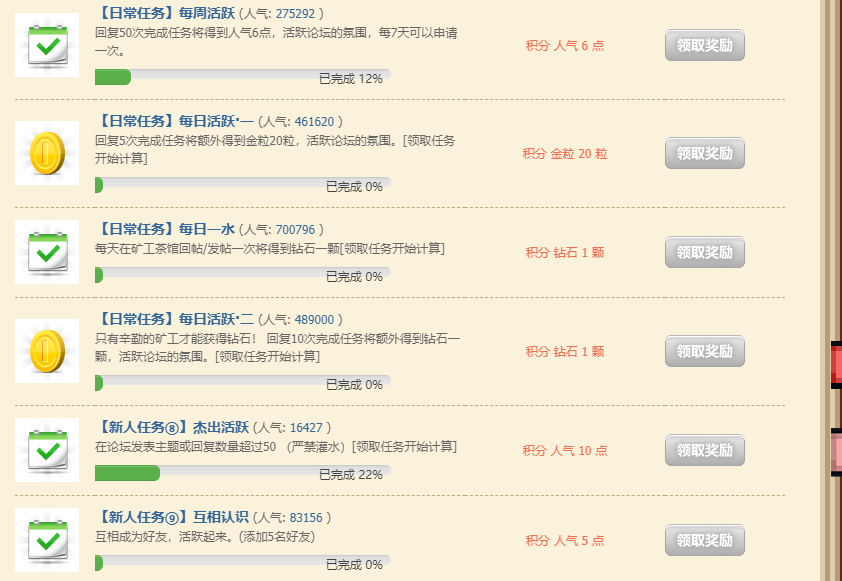 【日常任务】每周活跃 (人气: 275292 )
回复50次完成任务将得到人气6点，活跃论坛的氛围，每7天可以申请
一次。
积分 人气 6 点
领取奖励
已完成 12%
【日常任务】每日活跃·一 (人气: 461620 )
回复5次完成任务将额外得到金粒20粒，活跃论坛的氛围。[领取任务
开始计算]
积分 金粒 20 粒
领取奖励
已完成 0%
【日常任务】每日一水 (人气: 700796 )
每天在矿工茶馆回帖/发帖一次将得到钻石一颗[领取任务开始计算]
积分 钻石 1 颗
领取奖励
已完成 0%
【日常任务】每日活跃·二 (人气: 489000 )
只有辛勤的矿工才能获得钻石！ 回复10次完成任务将额外得到钻石一
颗，活跃论坛的氛围。[领取任务开始计算]
积分 钻石 1 颗
领取奖励
已完成 0%
【新人任务⑧】杰出活跃 (人气: 16427 )
在论坛发表主题或回复数量超过50 （严禁灌水）[领取任务开始计算]
积分 人气 10 点
领取奖励
已完成 22%
【新人任务⑨】互相认识 (人气: 83156 )
互相成为好友，活跃起来。(添加5名好友)
积分 人气 5 点
领取奖励
已完成 0%